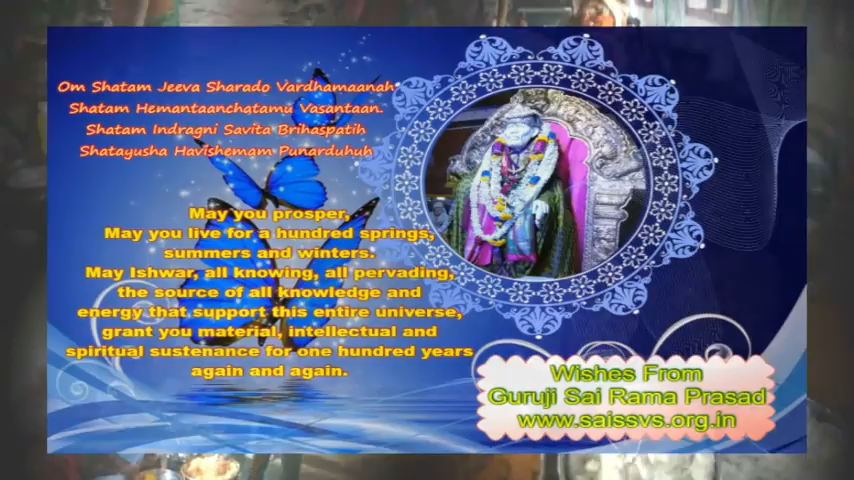 Om Shatam Jeeva Sharado Vardhamaanah
Shatam Hemantaanchatamu Vasantaan.
Shatam Indragni Savita Brihaspatih
Shatayusha Havishemam Punarduhuh
May you prosper,
May you live for a hundred springs,
summers and winters.
May Ishwar, all knowing, all pervading,
the source of all knowledge and
energy that support this entire universe,
grant you material, intellectual and
spiritual sustenance for one hundred years
again and again.
Wishes From
Guruji Sai Rama Prasad
www.saissvs.org.in